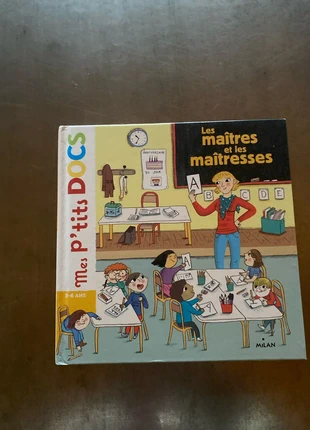 Mes P'tits DOCS
Les
maîtres
et les
maîtresses
A
B C D E
MILAN